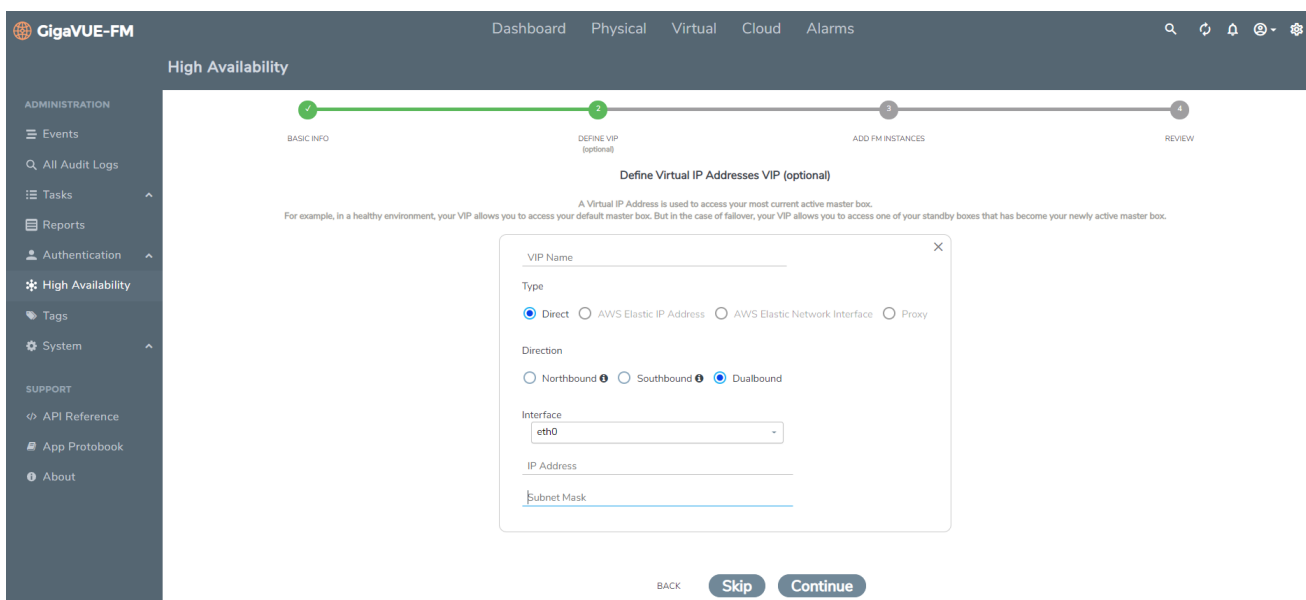 GigaVUE-FM
Dashboard Physical Virtual Cloud Alarms
High Availability
ADMINISTRATION
Events
All Audit Logs
Tasks
Reports
Authentication
High Availability
Tags
System
SUPPORT
API Reference
App Protobook
About
2 3 4
BASIC INFO DEFINE VIP ADD FM INSTANCES REVIEW
(optional)
Define Virtual IP Addresses VIP (optional)
A Virtual IP Address is used to access your most current active master box.
For example, in a healthy environment, your VIP allows you to access your default master box. But in the case of failover, your VIP allows you to access one of your standby boxes that has become your newly active master box.
VIP Name
Type
Direct AWS Elastic IP Address AWS Elastic Network Interface Proxy
Direction
Northbound Southbound Dualbound
Interface
eth0
IP Address
Subnet Mask
BACK Skip Continue